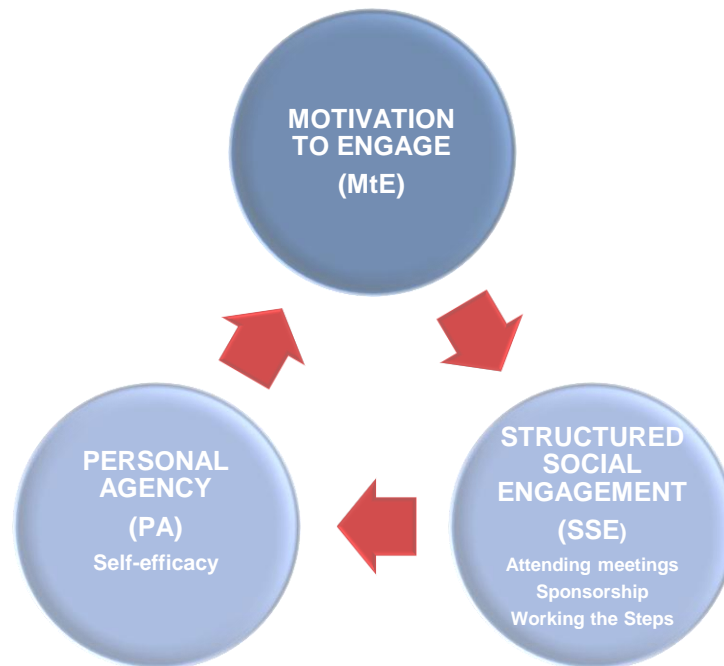 MOTIVATION
TO ENGAGE
(MtE)
PERSONAL
AGENCY
(PA)
Self-efficacy
STRUCTURED
SOCIAL
ENGAGEMENT
(SSE)
Attending meetings
Sponsorship
Working the Steps